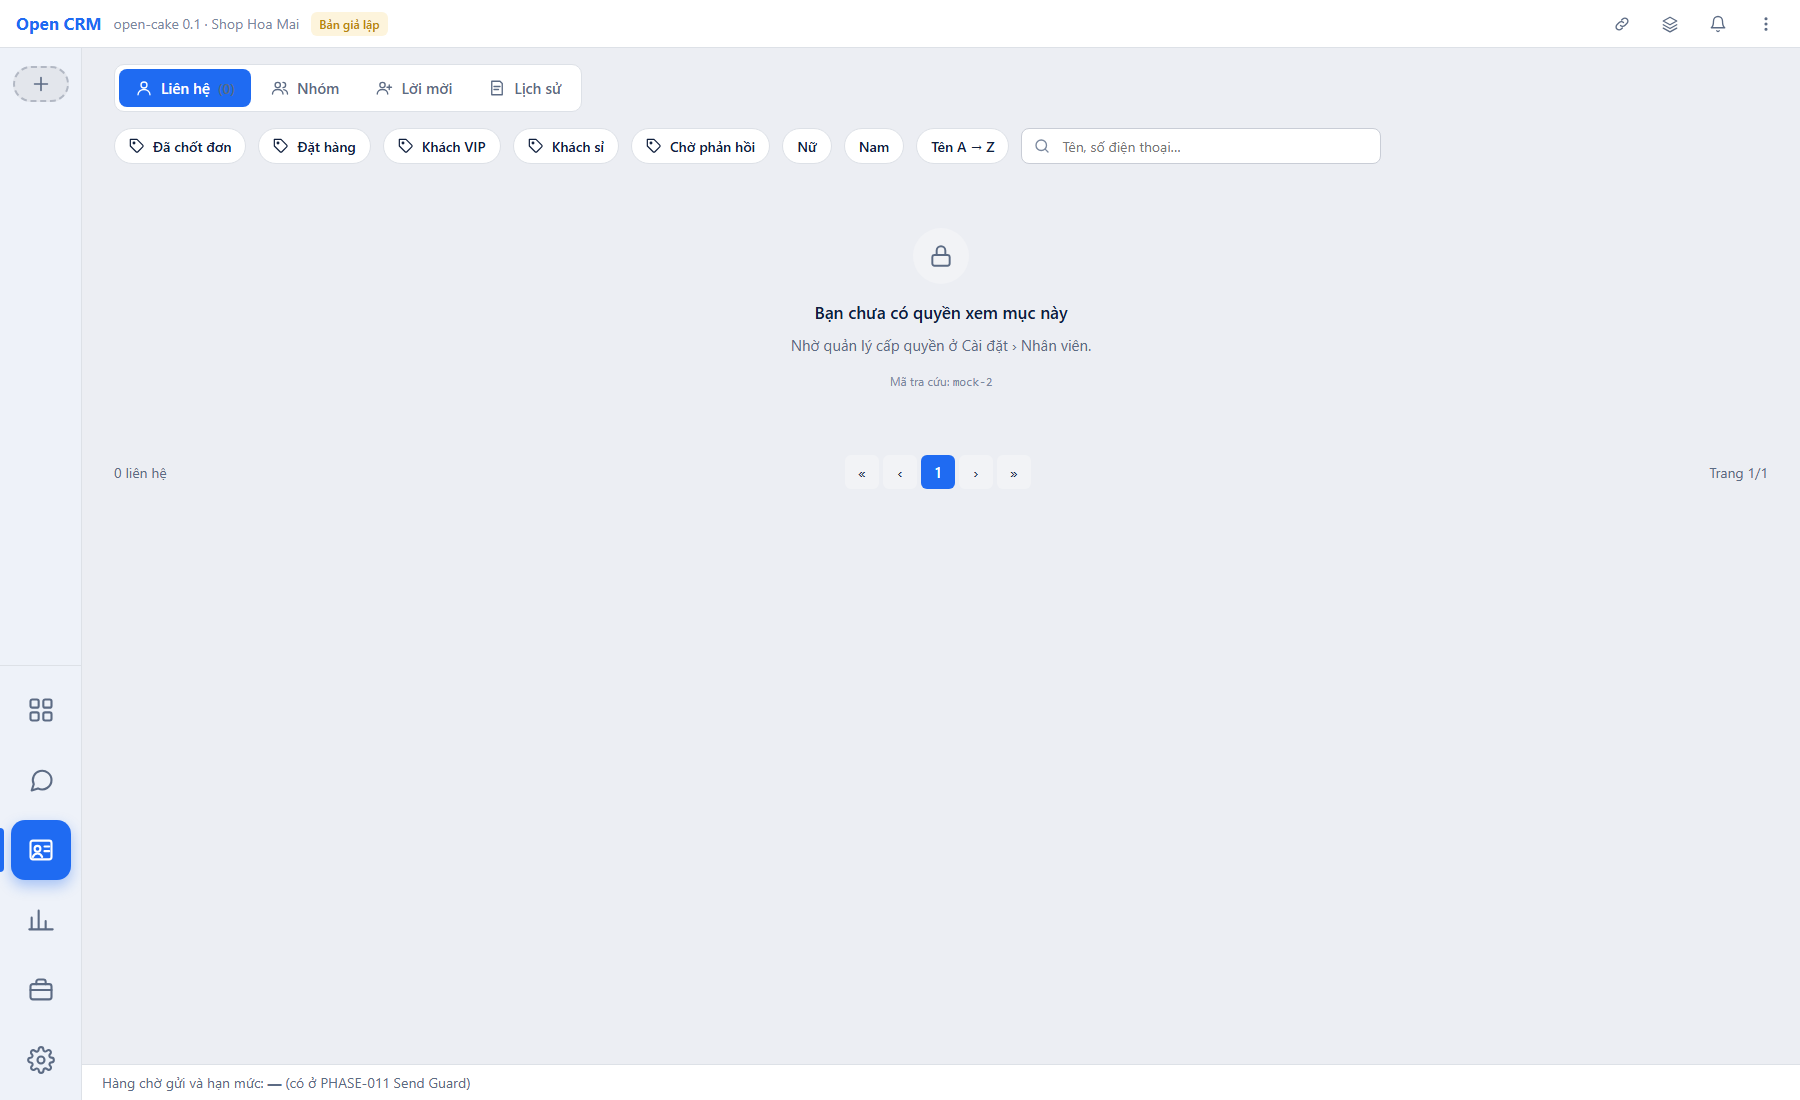 Open CRM open-cake 0.1 · Shop Hoa Mai Bản giả lập
Liên hệ (0) Nhóm Lời mời Lịch sử
Đã chốt đơn Đặt hàng Khách VIP Khách sỉ Chờ phản hồi Nữ Nam Tên A → Z Tên, số điện thoại...
Bạn chưa có quyền xem mục này
Nhờ quản lý cấp quyền ở Cài đặt › Nhân viên.
Mã tra cứu: mock-2
0 liên hệ « ‹ 1 › » Trang 1/1
Hàng chờ gửi và hạn mức: — (có ở PHASE-011 Send Guard)